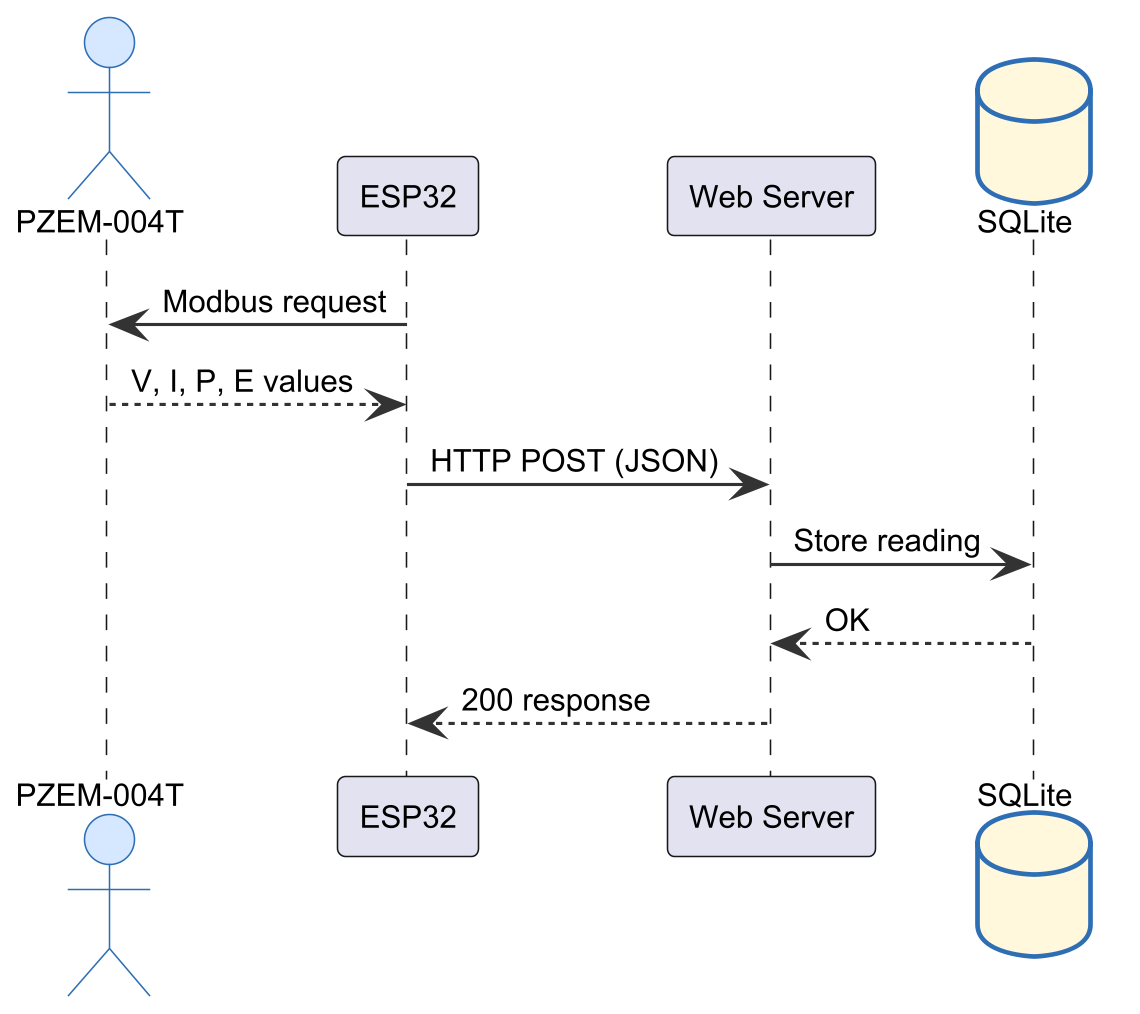 PZEM-004T
ESP32
Web Server
SQLite
Modbus request
V, I, P, E values
HTTP POST (JSON)
Store reading
OK
200 response
PZEM-004T
ESP32
Web Server
SQLite